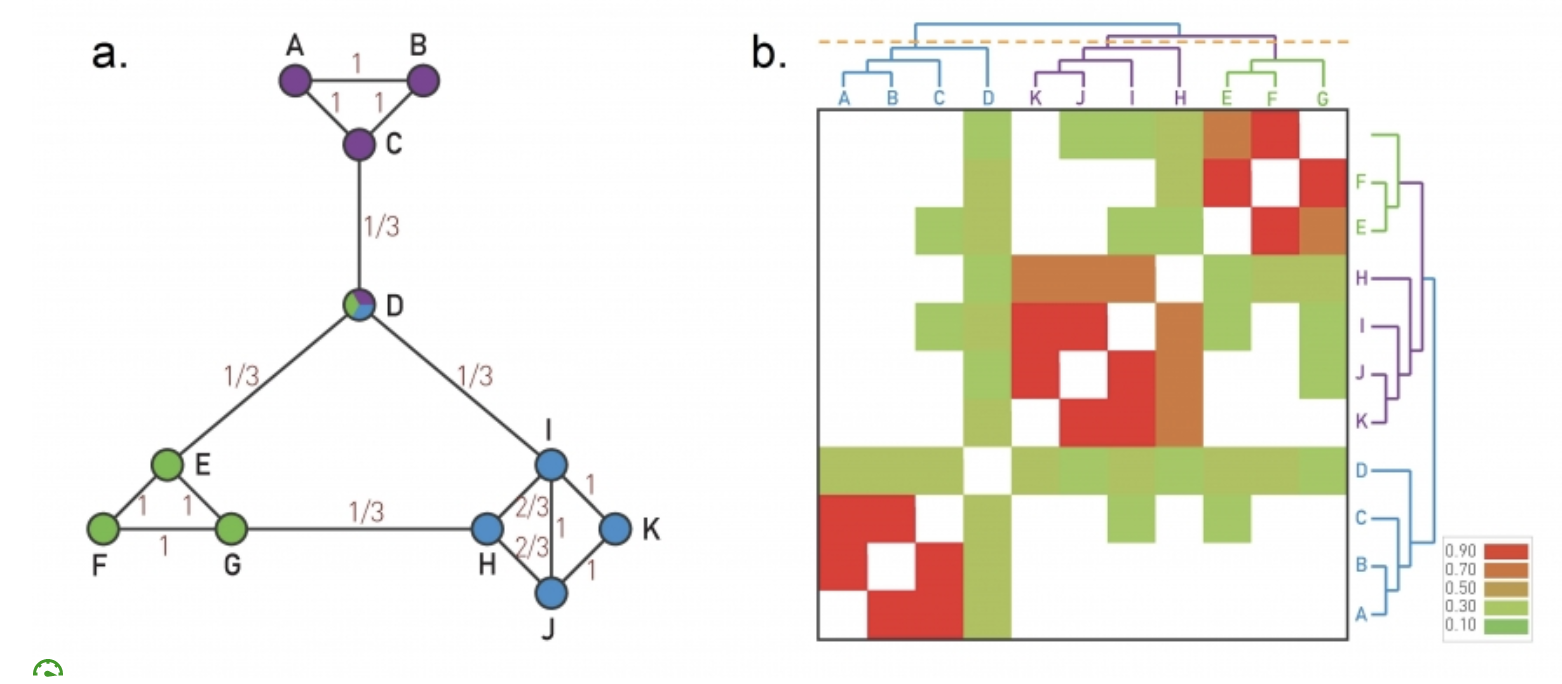 a.
A B
1
1 1
C
1/3
D
1/3 1/3
I
E
1 1
2/3 1
1
1/3
K
2/3
F 1 G H
1
J
b.
A B C D K J I H E F G
F
E
H
I
J
K
D
C
B
A
0.90
0.70
0.50
0.30
0.10